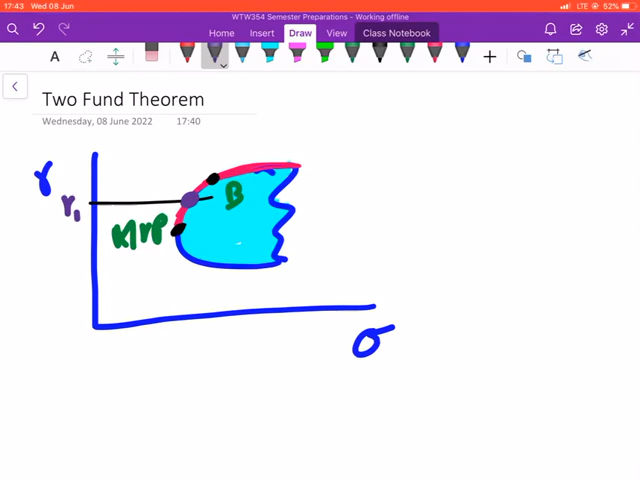 17:43 Wed 08 Jun
LTE 52%
WTW354 Semester Preparations - Working offline
Home Insert Draw View Class Notebook
A
Two Fund Theorem
Wednesday, 08 June 2022 17:40
r
r1
B
MVP
σ